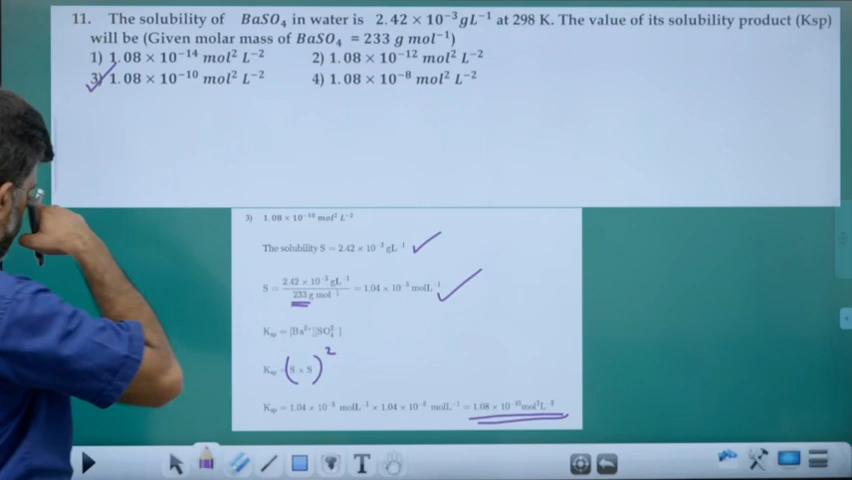 11. The solubility of BaSO₄ in water is 2.42 × 10⁻³ gL⁻¹ at 298 K. The value of its solubility product (Ksp)
will be (Given molar mass of BaSO₄ = 233 g mol⁻¹)
1) 1.08 × 10⁻¹⁴ mol² L⁻² 2) 1.08 × 10⁻¹² mol² L⁻²
3) 1.08 × 10⁻¹⁰ mol² L⁻² 4) 1.08 × 10⁻⁸ mol² L⁻²
3) 1.08 × 10⁻¹⁰ mol² L⁻²
The solubility S = 2.42 × 10⁻³ gL⁻¹
S = 2.42 × 10⁻³ gL⁻¹ / 233 g mol⁻¹ = 1.04 × 10⁻⁵ molL⁻¹
Kₛₚ = [Ba²⁺][SO₄²⁻]
Kₛₚ = (S × S)²
Kₛₚ = 1.04 × 10⁻⁵ molL⁻¹ × 1.04 × 10⁻⁵ molL⁻¹ = 1.08 × 10⁻¹⁰ mol²L⁻²
T